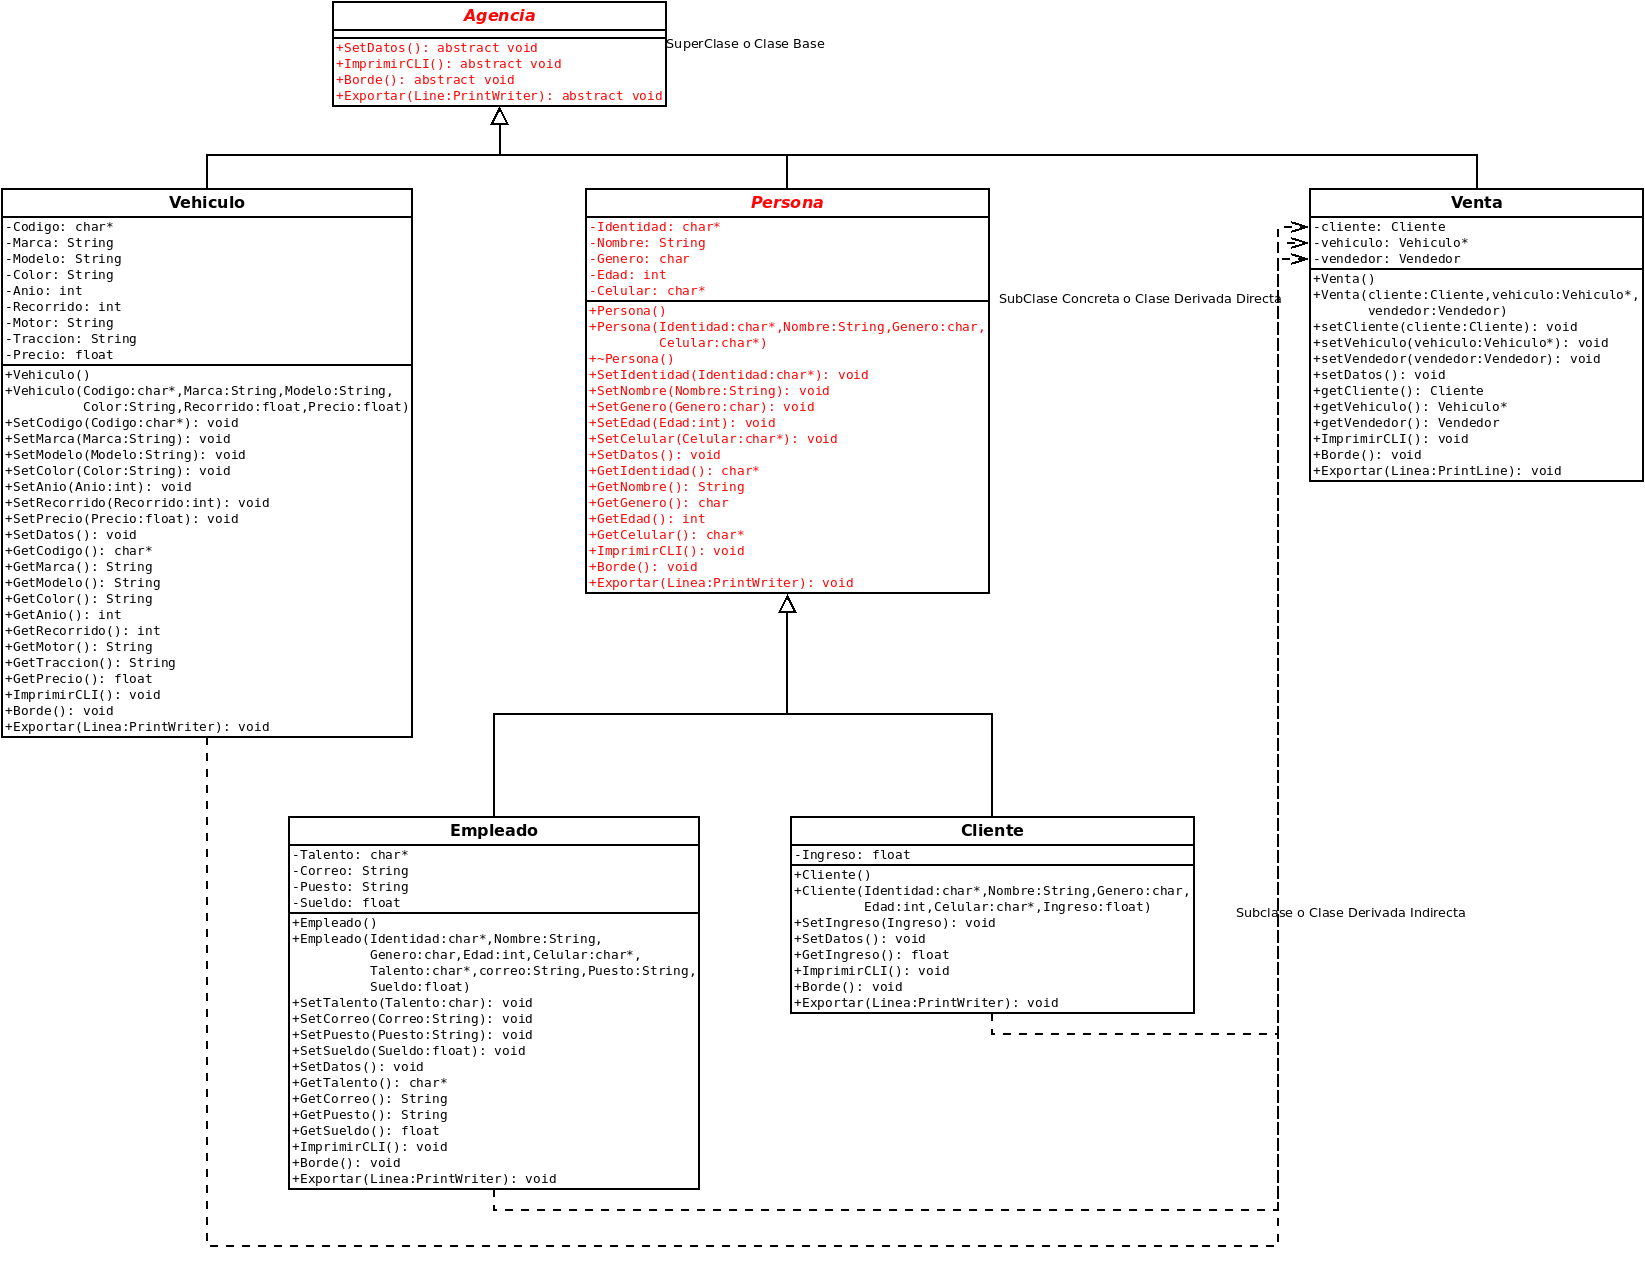 Agencia
+SetDatos(): abstract void
+ImprimirCLI(): abstract void
+Borde(): abstract void
+Exportar(Line:PrintWriter): abstract void
SuperClase o Clase Base
Vehiculo
-Codigo: char*
-Marca: String
-Modelo: String
-Color: String
-Anio: int
-Recorrido: int
-Motor: String
-Traccion: String
-Precio: float
+Vehiculo()
+Vehiculo(Codigo:char*,Marca:String,Modelo:String,
Color:String,Recorrido:float,Precio:float)
+SetCodigo(Codigo:char*): void
+SetMarca(Marca:String): void
+SetModelo(Modelo:String): void
+SetColor(Color:String): void
+SetAnio(Anio:int): void
+SetRecorrido(Recorrido:int): void
+SetPrecio(Precio:float): void
+SetDatos(): void
+GetCodigo(): char*
+GetMarca(): String
+GetModelo(): String
+GetColor(): String
+GetAnio(): int
+GetRecorrido(): int
+GetMotor(): String
+GetTraccion(): String
+GetPrecio(): float
+ImprimirCLI(): void
+Borde(): void
+Exportar(Linea:PrintWriter): void
Persona
-Identidad: char*
-Nombre: String
-Genero: char
-Edad: int
-Celular: char*
+Persona()
+Persona(Identidad:char*,Nombre:String,Genero:char,
Celular:char*)
+~Persona()
+SetIdentidad(Identidad:char*): void
+SetNombre(Nombre:String): void
+SetGenero(Genero:char): void
+SetEdad(Edad:int): void
+SetCelular(Celular:char*): void
+SetDatos(): void
+GetIdentidad(): char*
+GetNombre(): String
+GetGenero(): char
+GetEdad(): int
+GetCelular(): char*
+ImprimirCLI(): void
+Borde(): void
+Exportar(Linea:PrintWriter): void
SubClase Concreta o Clase Derivada Directa
Venta
-cliente: Cliente
-vehiculo: Vehiculo*
-vendedor: Vendedor
+Venta()
+Venta(cliente:Cliente,vehiculo:Vehiculo*,
vendedor:Vendedor)
+setCliente(cliente:Cliente): void
+setVehiculo(vehiculo:Vehiculo*): void
+setVendedor(vendedor:Vendedor): void
+setDatos(): void
+getCliente(): Cliente
+getVehiculo(): Vehiculo*
+getVendedor(): Vendedor
+ImprimirCLI(): void
+Borde(): void
+Exportar(Linea:PrintLine): void
Empleado
-Talento: char*
-Correo: String
-Puesto: String
-Sueldo: float
+Empleado()
+Empleado(Identidad:char*,Nombre:String,
Genero:char,Edad:int,Celular:char*,
Talento:char*,correo:String,Puesto:String,
Sueldo:float)
+SetTalento(Talento:char): void
+SetCorreo(Correo:String): void
+SetPuesto(Puesto:String): void
+SetSueldo(Sueldo:float): void
+SetDatos(): void
+GetTalento(): char*
+GetCorreo(): String
+GetPuesto(): String
+GetSueldo(): float
+ImprimirCLI(): void
+Borde(): void
+Exportar(Linea:PrintWriter): void
Cliente
-Ingreso: float
+Cliente()
+Cliente(Identidad:char*,Nombre:String,Genero:char,
Edad:int,Celular:char*,Ingreso:float)
+SetIngreso(Ingreso): void
+SetDatos(): void
+GetIngreso(): float
+ImprimirCLI(): void
+Borde(): void
+Exportar(Linea:PrintWriter): void
Subclase o Clase Derivada Indirecta